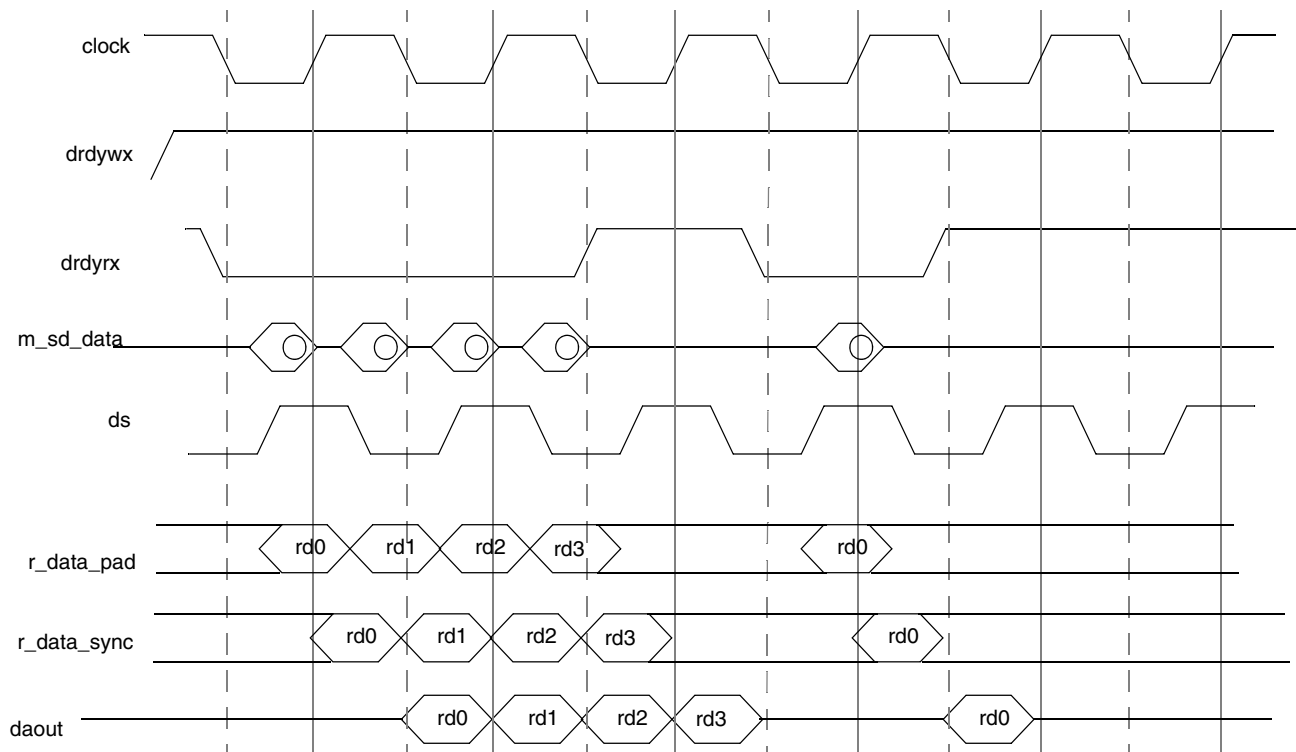 clock
drdywx
drdyrx
m_sd_data
ds
r_data_pad rd0 rd1 rd2 rd3 rd0
r_data_sync rd0 rd1 rd2 rd3 rd0
daout rd0 rd1 rd2 rd3 rd0